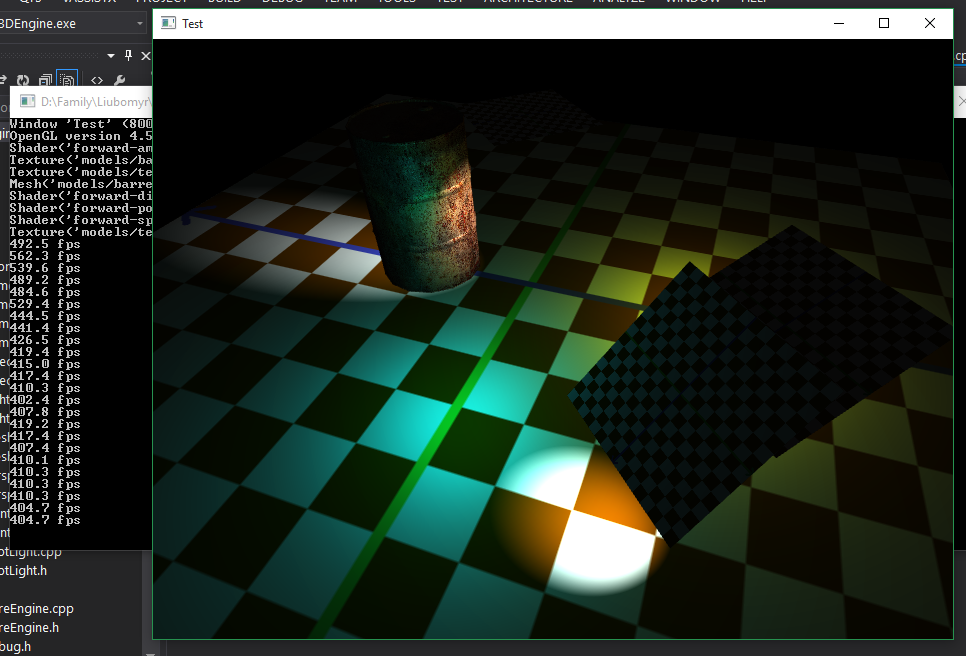 3DEngine.exe
Test
D:\Family\Liubomyr\
Window 'Test' (800
OpenGL version 4.5
Shader('forward-am
Texture('models/ba
Texture('models/te
Mesh('models/barre
Shader('forward-di
Shader('forward-po
Shader('forward-sp
Texture('models/te
492.5 fps
562.3 fps
539.6 fps
489.2 fps
484.6 fps
529.4 fps
444.5 fps
441.4 fps
426.5 fps
419.4 fps
415.0 fps
417.4 fps
410.3 fps
402.4 fps
407.8 fps
419.2 fps
417.4 fps
407.4 fps
410.1 fps
410.3 fps
410.3 fps
410.3 fps
404.7 fps
404.7 fps
otLight.cpp
otLight.h
reEngine.cpp
reEngine.h
bug.h